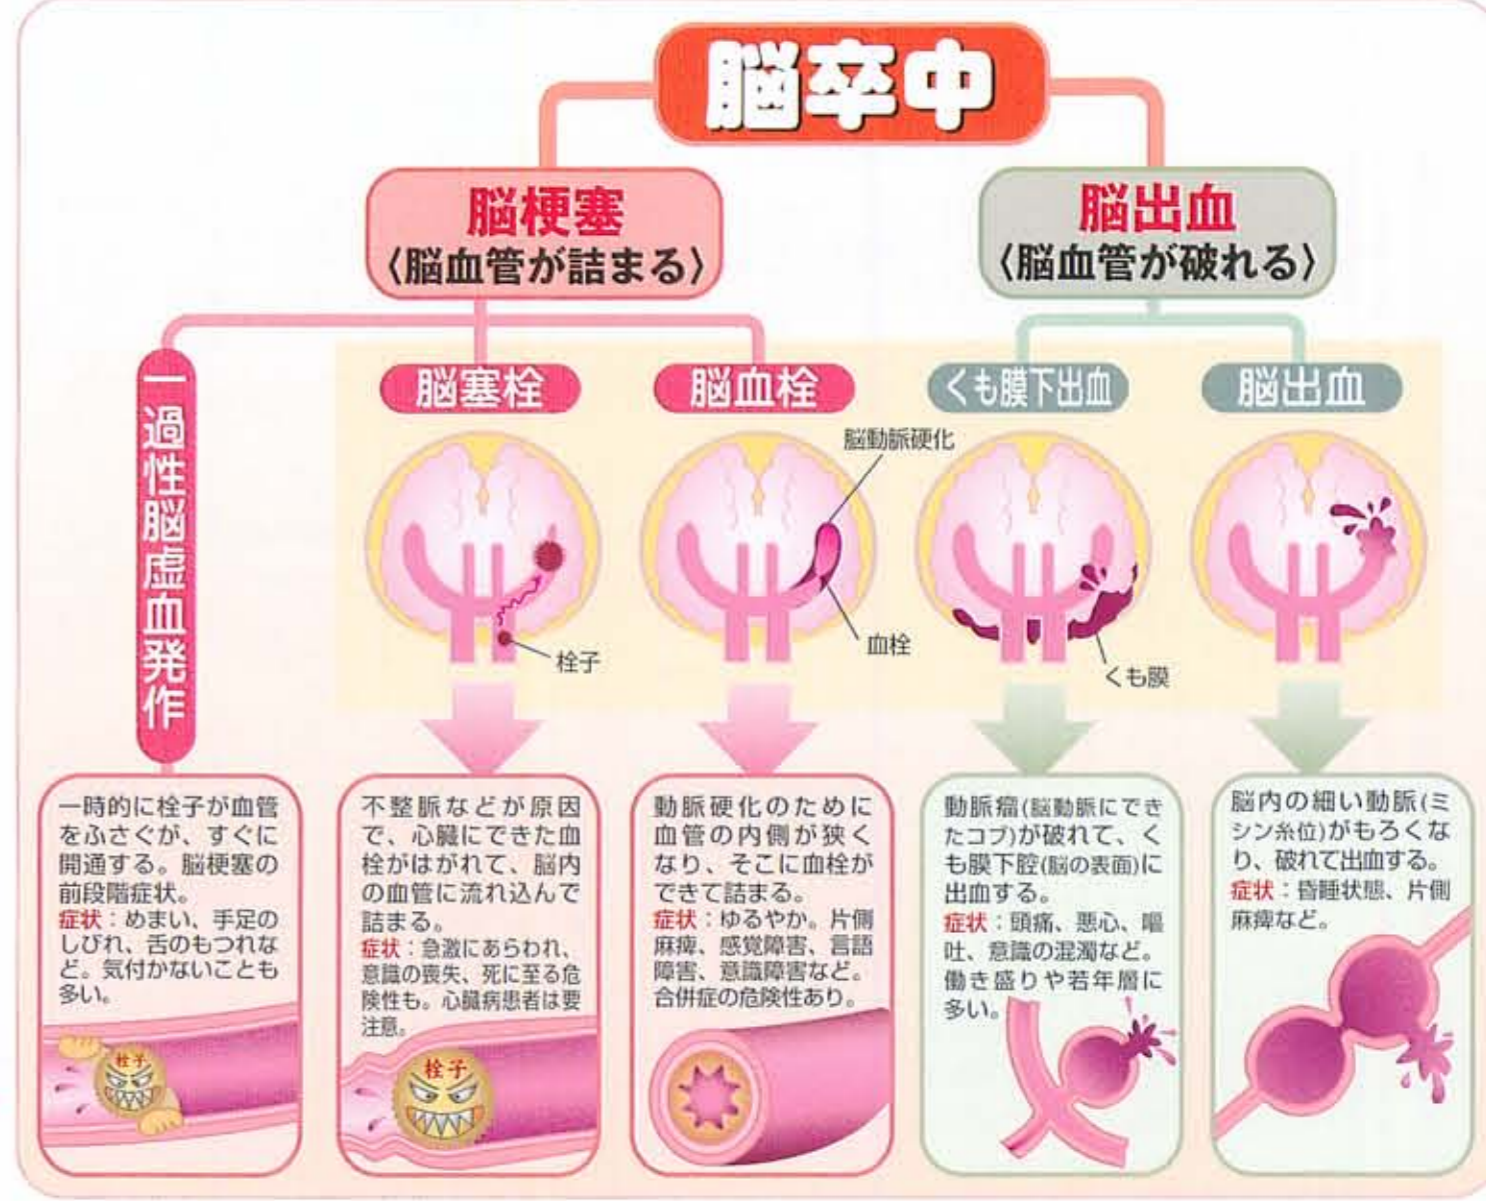 脳卒中
脳梗塞
〈脳血管が詰まる〉
脳出血
〈脳血管が破れる〉
一過性脳虚血発作
脳塞栓
脳血栓
くも膜下出血
脳出血
脳動脈硬化
栓子
血栓
くも膜
一時的に栓子が血管
をふさぐが、すぐに
開通する。脳梗塞の
前段階症状。
症状：めまい、手足の
しびれ、舌のもつれな
ど。気付かないことも
多い。
栓子
不整脈などが原因
で、心臓にできた血
栓がはがれて、脳内
の血管に流れ込んで
詰まる。
症状：急激にあらわれ、
意識の喪失、死に至る危
険性も。心臓病患者は要
注意。
栓子
動脈硬化のために
血管の内側が狭く
なり、そこに血栓が
できて詰まる。
症状：ゆるやか。片側
麻痺、感覚障害、言語
障害、意識障害など。
合併症の危険性あり。
動脈瘤(脳動脈にでき
たコブ)が破れて、く
も膜下腔(脳の表面)に
出血する。
症状：頭痛、悪心、嘔
吐、意識の混濁など。
働き盛りや若年層に
多い。
脳内の細い動脈(ミ
シン糸位)がもろくな
り、破れて出血する。
症状：昏睡状態、片側
麻痺など。